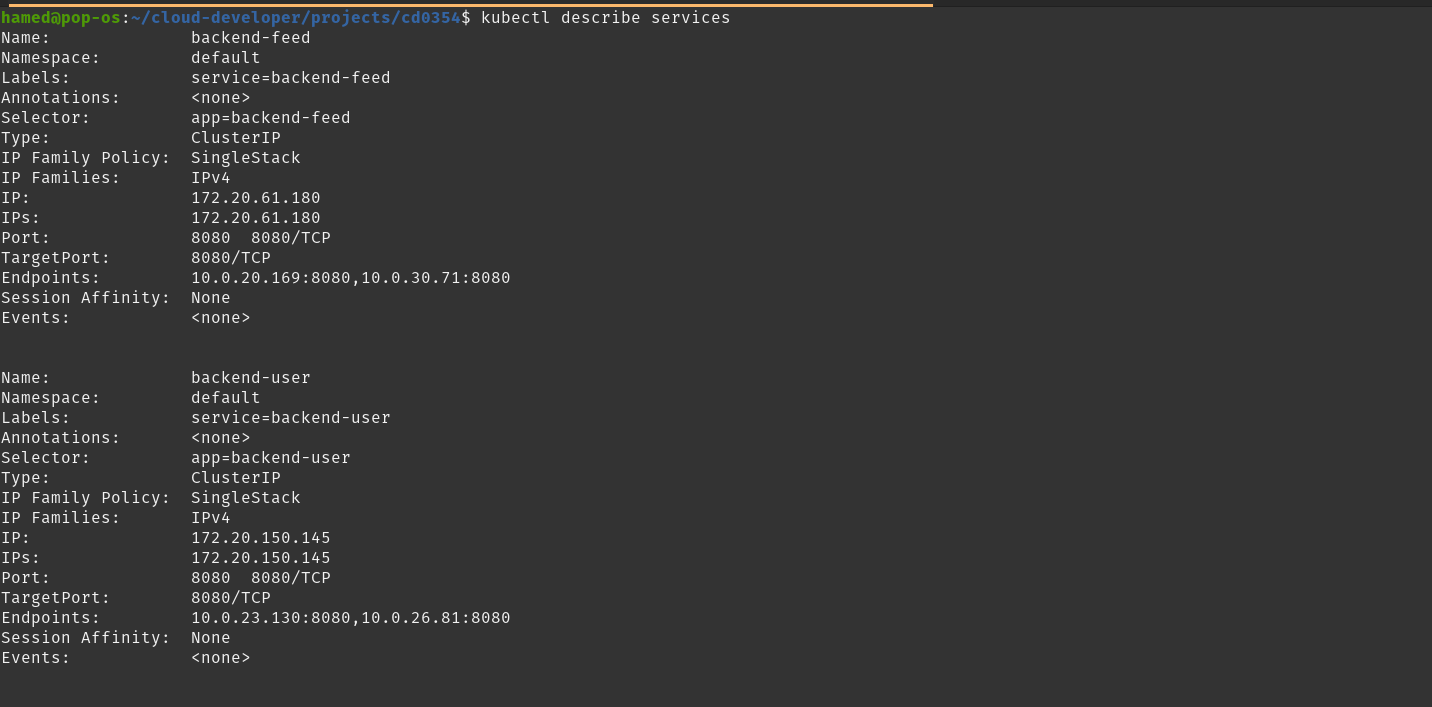 hamed@pop-os:~/cloud-developer/projects/cd0354$ kubectl describe services
Name:              backend-feed
Namespace:         default
Labels:            service=backend-feed
Annotations:       <none>
Selector:          app=backend-feed
Type:              ClusterIP
IP Family Policy:  SingleStack
IP Families:       IPv4
IP:                172.20.61.180
IPs:               172.20.61.180
Port:              8080  8080/TCP
TargetPort:        8080/TCP
Endpoints:         10.0.20.169:8080,10.0.30.71:8080
Session Affinity:  None
Events:            <none>
Name:              backend-user
Namespace:         default
Labels:            service=backend-user
Annotations:       <none>
Selector:          app=backend-user
Type:              ClusterIP
IP Family Policy:  SingleStack
IP Families:       IPv4
IP:                172.20.150.145
IPs:               172.20.150.145
Port:              8080  8080/TCP
TargetPort:        8080/TCP
Endpoints:         10.0.23.130:8080,10.0.26.81:8080
Session Affinity:  None
Events:            <none>